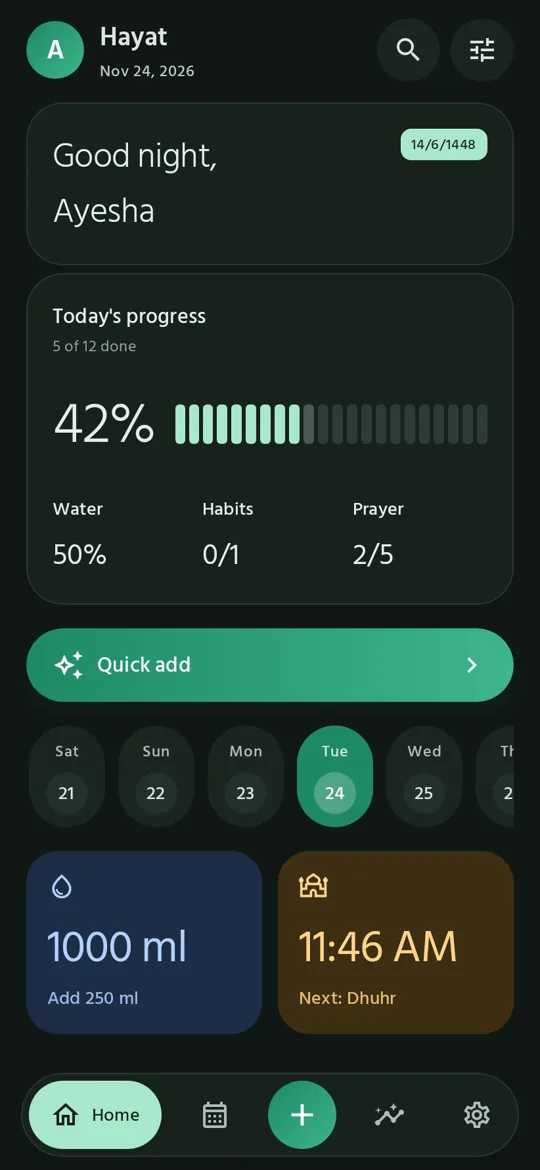 A
Hayat
Nov 24, 2026
Good night,
Ayesha
14/6/1448
Today's progress
5 of 12 done
42%
Water
Habits
Prayer
50%
0/1
2/5
Quick add
Sat
Sun
Mon
Tue
Wed
Th
21
22
23
24
25
2
1000 ml
Add 250 ml
11:46 AM
Next: Dhuhr
Home